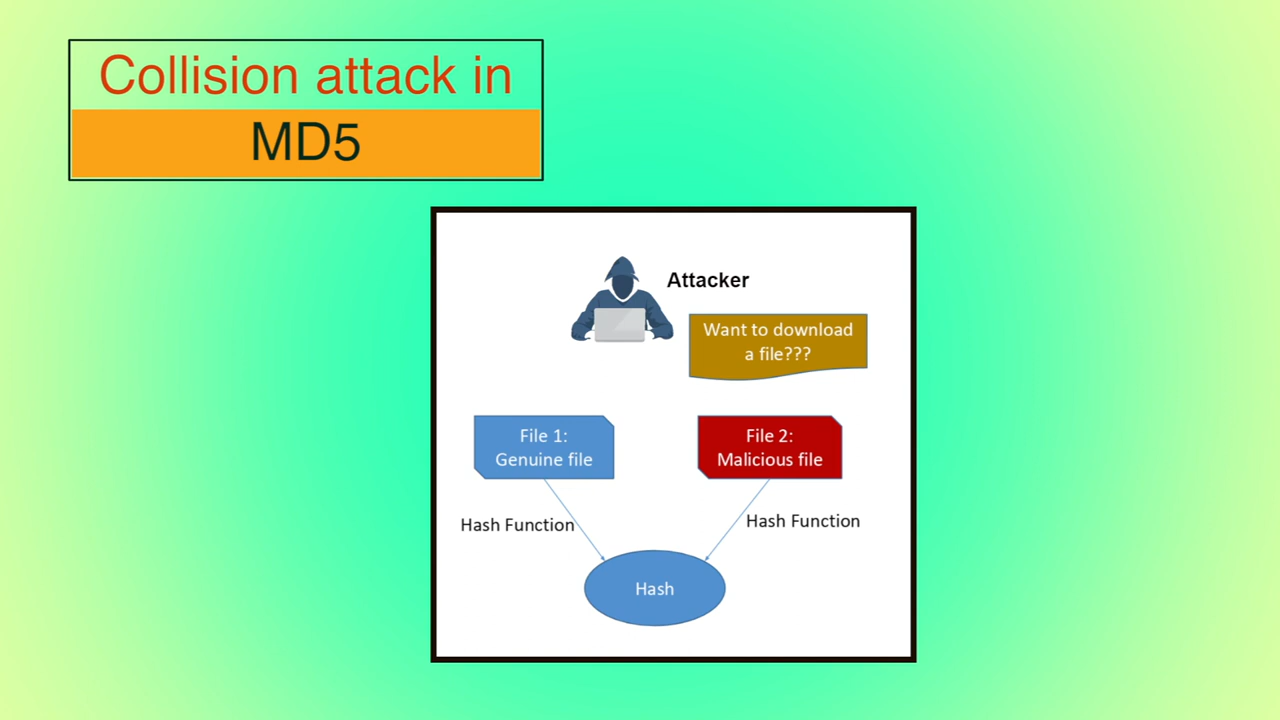 Collision attack in
MD5
Attacker
Want to download
a file???
File 1:
Genuine file
File 2:
Malicious file
Hash Function
Hash Function
Hash